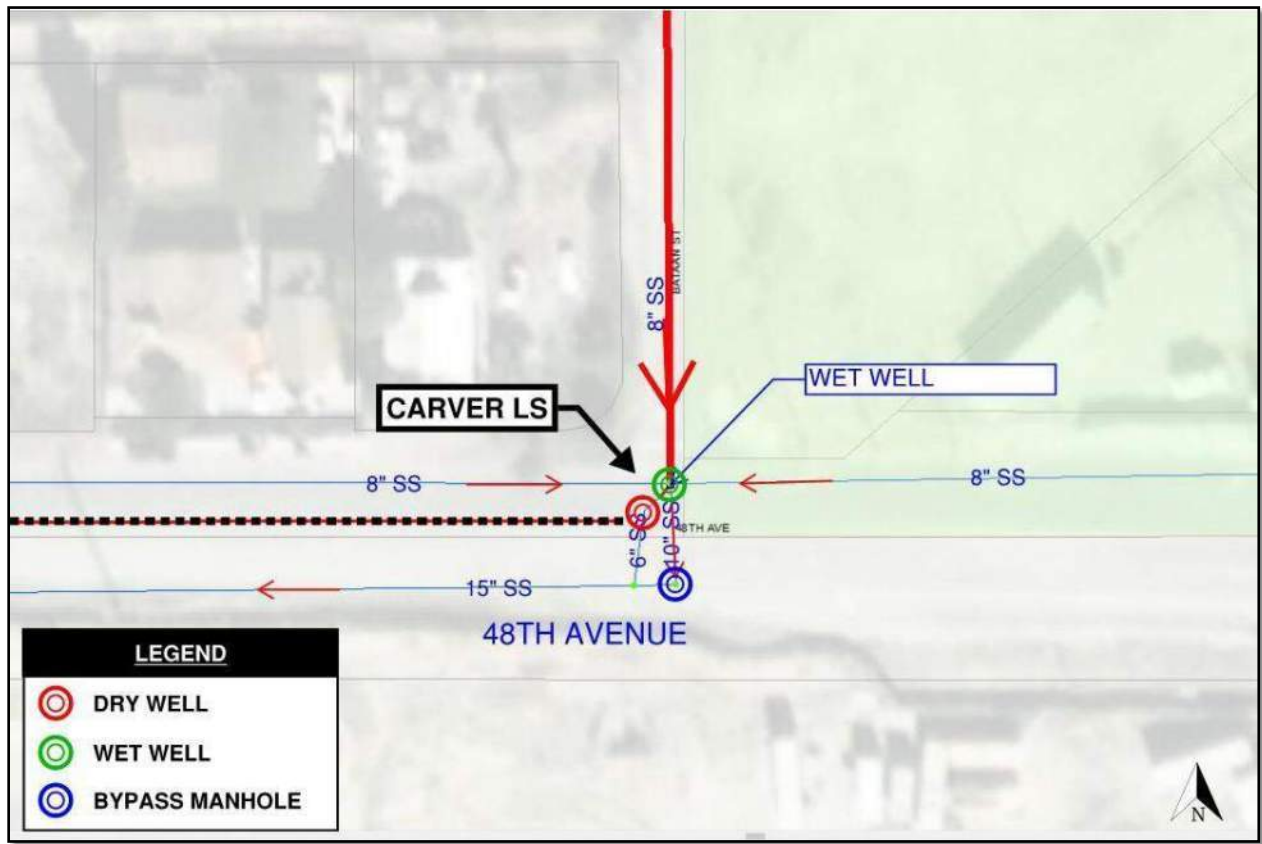 8" SS
BATAAN ST
WET WELL
CARVER LS
8" SS
8" SS
48TH AVE
6" SS
10" SS
15" SS
48TH AVENUE
LEGEND
DRY WELL
WET WELL
BYPASS MANHOLE
N